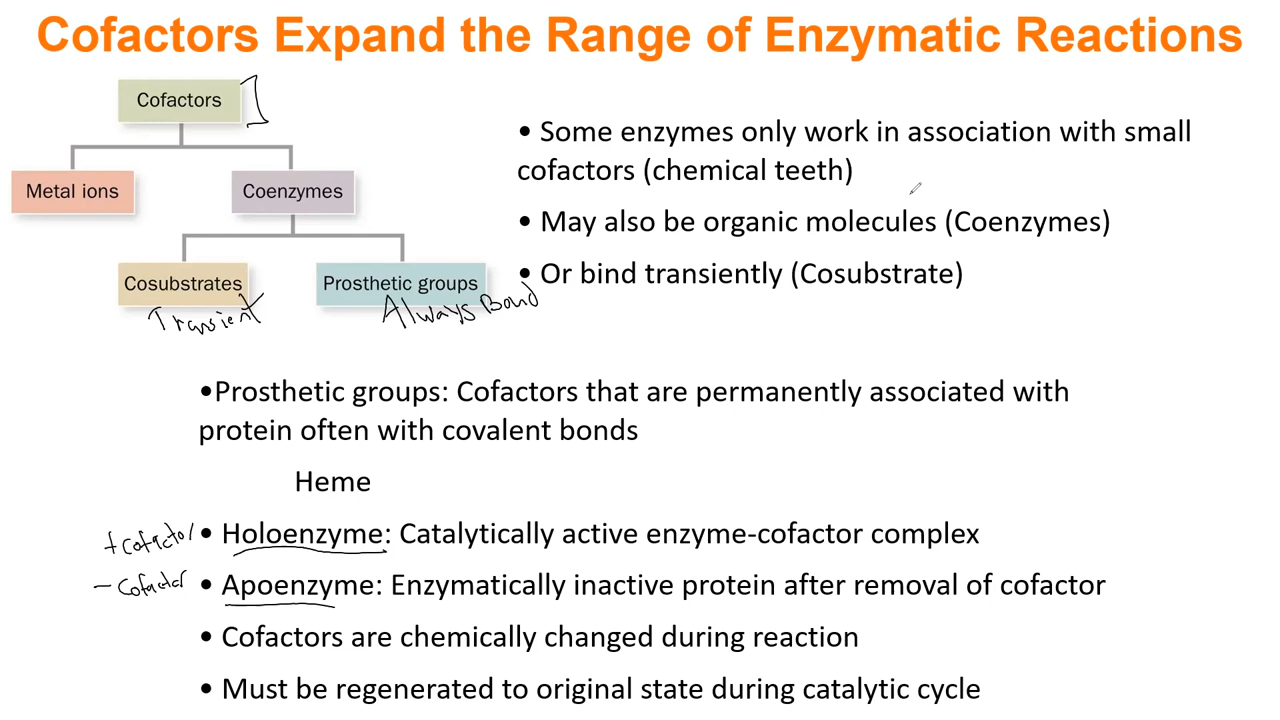 Cofactors Expand the Range of Enzymatic Reactions
Cofactors
Metal ions
Coenzymes
Cosubstrates
Prosthetic groups
Transient
Always Bond
• Some enzymes only work in association with small
cofactors (chemical teeth)
• May also be organic molecules (Coenzymes)
• Or bind transiently (Cosubstrate)
•Prosthetic groups: Cofactors that are permanently associated with
protein often with covalent bonds
Heme
+ cofactor • Holoenzyme: Catalytically active enzyme-cofactor complex
- cofactor • Apoenzyme: Enzymatically inactive protein after removal of cofactor
• Cofactors are chemically changed during reaction
• Must be regenerated to original state during catalytic cycle